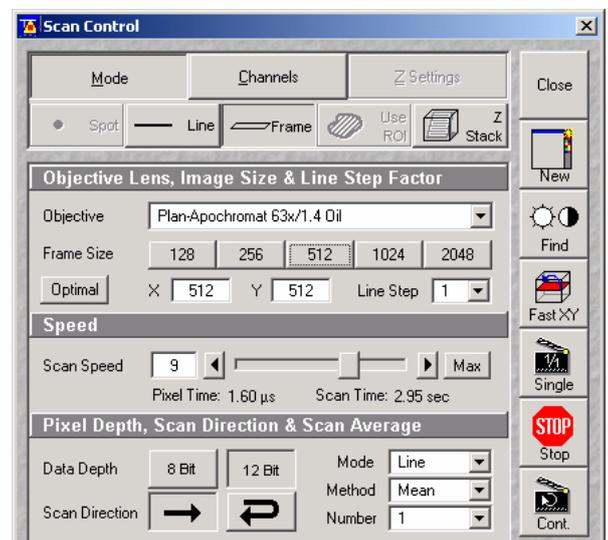 Scan Control
Mode Channels Z Settings Close
Spot Line Frame Use ROI Z Stack
New
Objective Lens, Image Size & Line Step Factor
Objective Plan-Apochromat 63x/1.4 Oil
Find
Frame Size 128 256 512 1024 2048
Optimal X 512 Y 512 Line Step 1
Fast XY
Speed
Scan Speed 9 Max
1/1
Single
Pixel Time: 1.60 µs Scan Time: 2.95 sec
Pixel Depth, Scan Direction & Scan Average
STOP
Stop
Data Depth 8 Bit 12 Bit Mode Line
Method Mean
Scan Direction Number 1
Cont.